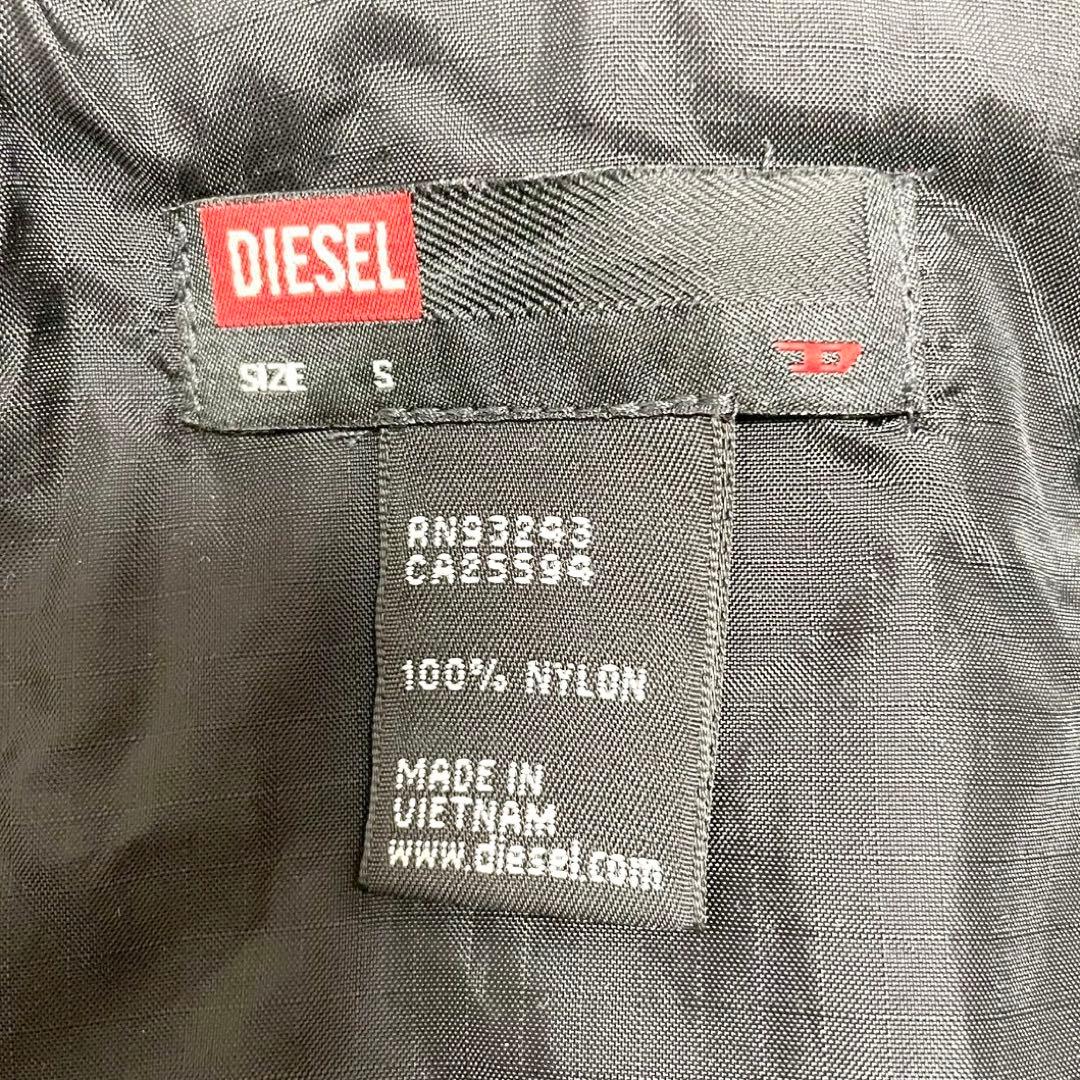 DIESEL
SIZE S
RN93243
CA25594
100% NYLON
MADE IN
VIETNAM
www.diesel.com